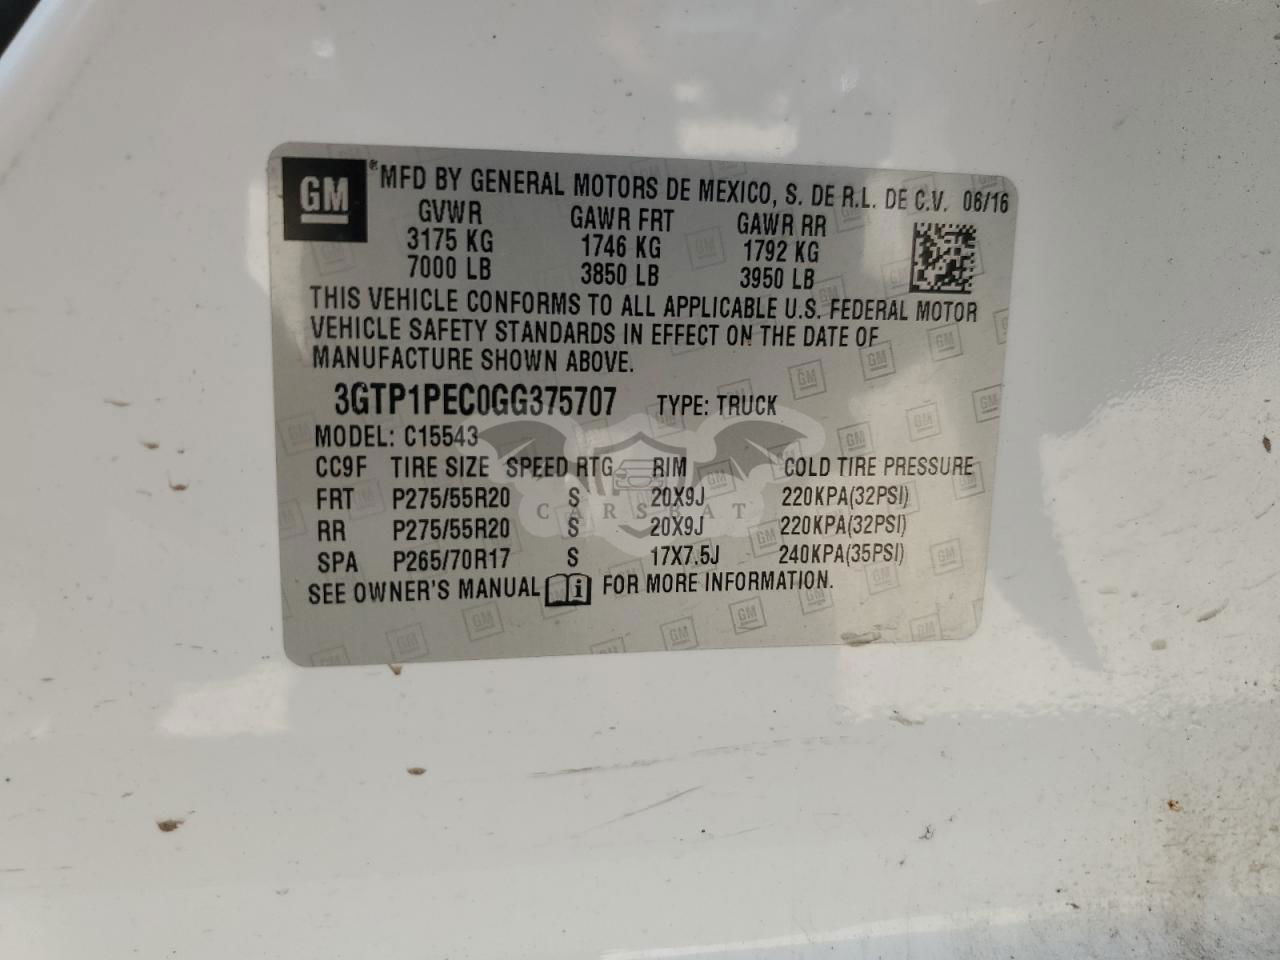 GM ® MFD BY GENERAL MOTORS DE MEXICO, S. DE R.L. DE C.V. 06/16
GVWR GAWR FRT GAWR RR
3175 KG 1746 KG 1792 KG
7000 LB 3850 LB 3950 LB
THIS VEHICLE CONFORMS TO ALL APPLICABLE U.S. FEDERAL MOTOR
VEHICLE SAFETY STANDARDS IN EFFECT ON THE DATE OF
MANUFACTURE SHOWN ABOVE.
3GTP1PEC0GG375707 TYPE: TRUCK
MODEL: C15543
CC9F TIRE SIZE SPEED RTG RIM COLD TIRE PRESSURE
FRT P275/55R20 S 20X9J 220KPA(32PSI)
CARSBAT
RR P275/55R20 S 20X9J 220KPA(32PSI)
SPA P265/70R17 S 17X7.5J 240KPA(35PSI)
SEE OWNER'S MANUAL i FOR MORE INFORMATION.